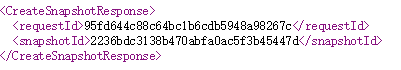 <CreateSnapshotResponse>
<requestId>95fd644c88c64bc1b6cdb5948a98267c</requestId>
<snapshotId>2236bdc3138b470abfa0ac5f3b45447d</snapshotId>
</CreateSnapshotResponse>